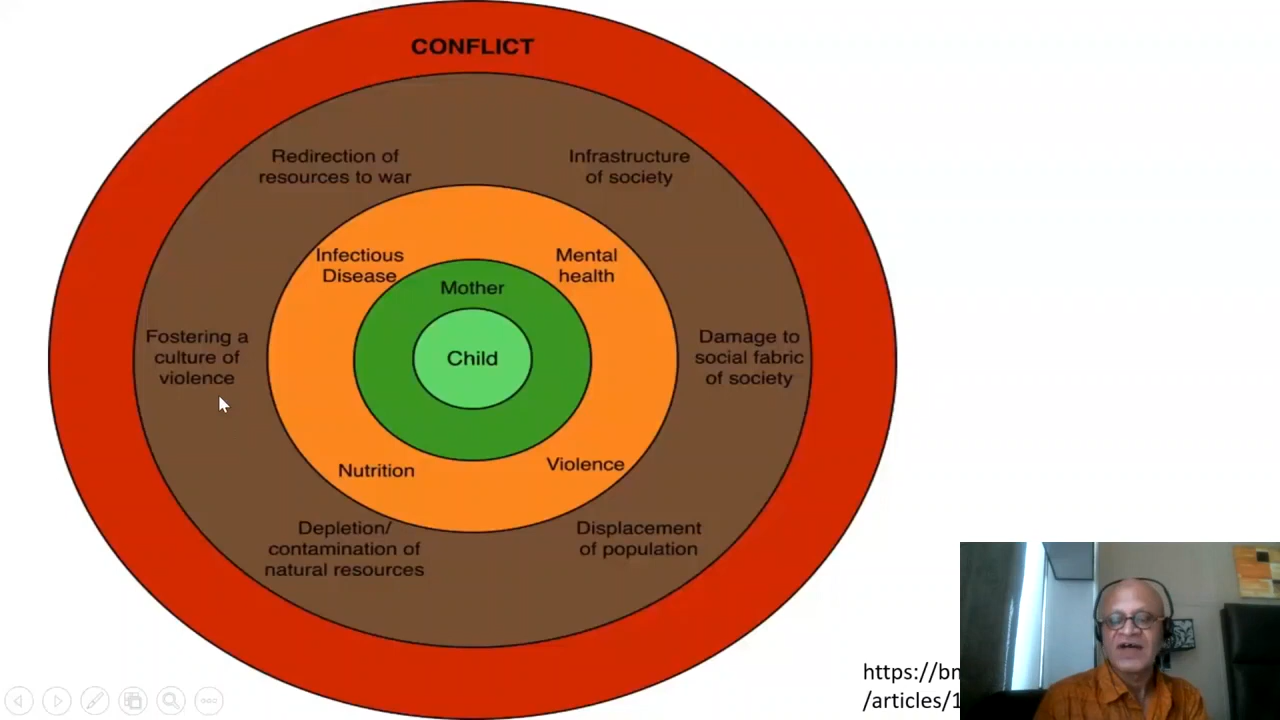 CONFLICT
Redirection of
resources to war
Infrastructure
of society
Infectious
Disease
Mental
health
Mother
Child
Fostering a
culture of
violence
Damage to
social fabric
of society
Nutrition
Violence
Depletion/
contamination of
natural resources
Displacement
of population
https://bm
/articles/1